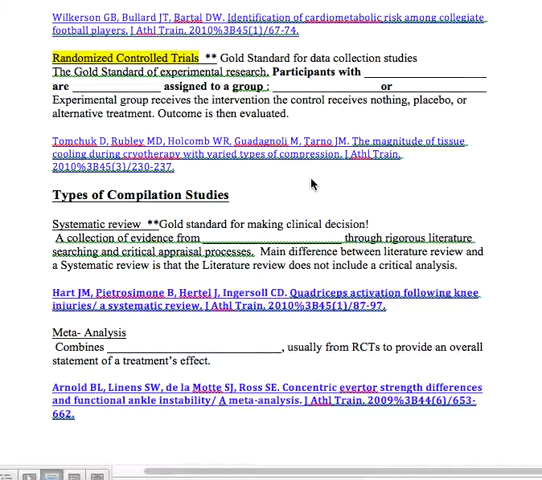 Wilkerson GB, Bullard JT, Bartal DW. Identification of cardiometabolic risk among collegiate
football players. J Athl Train, 2010%3B45(1)/67-74.
Randomized Controlled Trials ** Gold Standard for data collection studies
The Gold Standard of experimental research. Participants with ____________________
are ______________ assigned to a group : __________________ or ________________
Experimental group receives the intervention the control receives nothing, placebo, or
alternative treatment. Outcome is then evaluated.
Tomchuk D, Rubley MD, Holcomb WR, Guadagnoli M, Tarno JM. The magnitude of tissue
cooling during cryotherapy with varied types of compression. J Athl Train,
2010%3B45(3)/230-237.
Types of Compilation Studies
Systematic review **Gold standard for making clinical decision!
A collection of evidence from _______________________ through rigorous literature
searching and critical appraisal processes. Main difference between literature review and
a Systematic review is that the Literature review does not include a critical analysis.
Hart JM, Pietrosimone B, Hertel J, Ingersoll CD. Quadriceps activation following knee
injuries/ a systematic review. J Athl Train, 2010%3B45(1)/87-97.
Meta- Analysis
Combines ____________________________, usually from RCTs to provide an overall
statement of a treatment's effect.
Arnold BL, Linens SW, de la Motte SJ, Ross SE. Concentric evertor strength differences
and functional ankle instability/ A meta-analysis. J Athl Train, 2009%3B44(6)/653-
662.